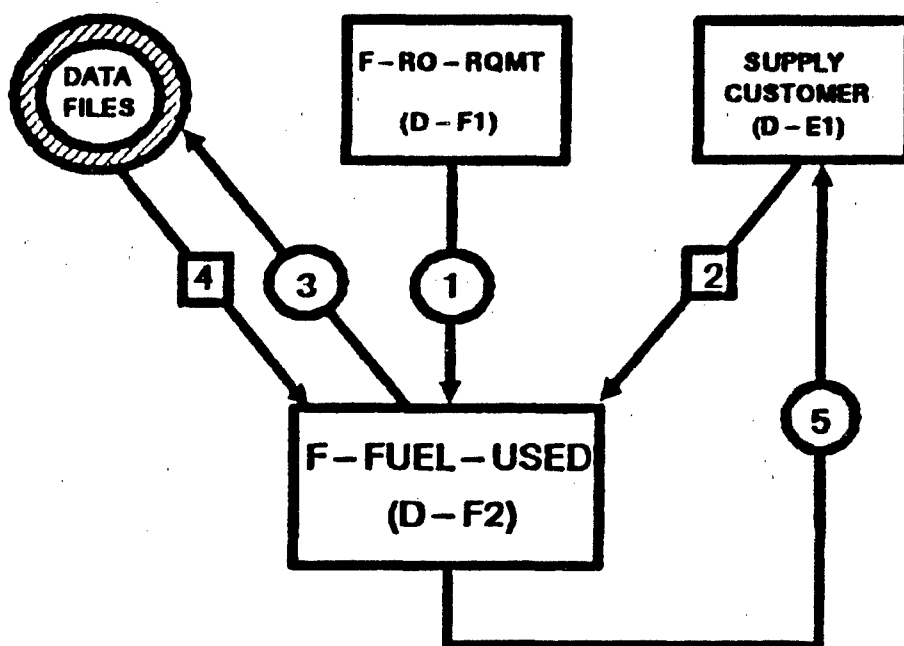 DATA
FILES
F-RO-RQMT
(D-F1)
SUPPLY
CUSTOMER
(D-E1)
4
3
1
2
F-FUEL-USED
(D-F2)
5